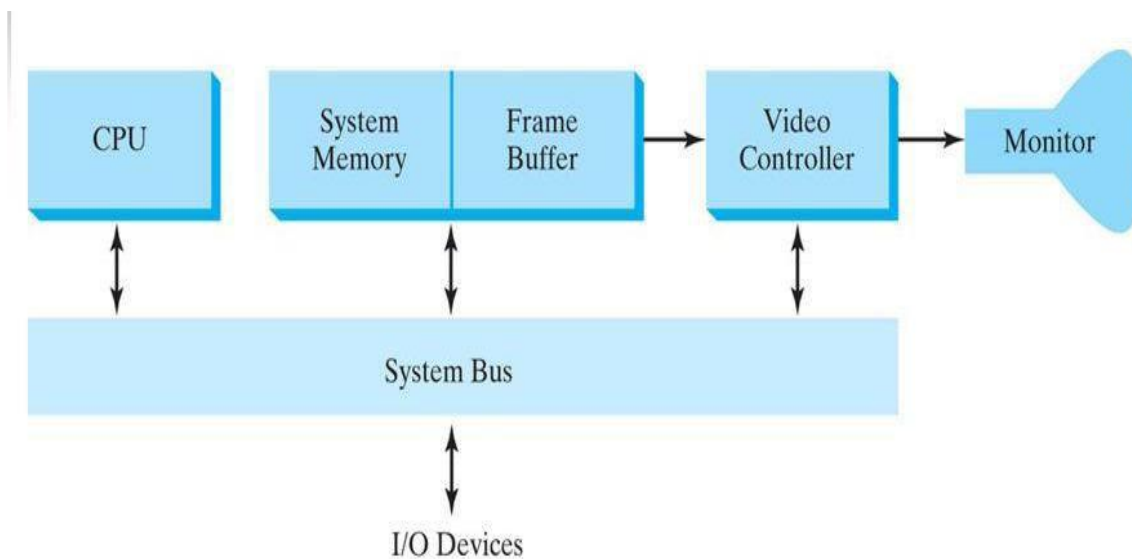 CPU
System
Memory
Frame
Buffer
Video
Controller
Monitor
System Bus
I/O Devices